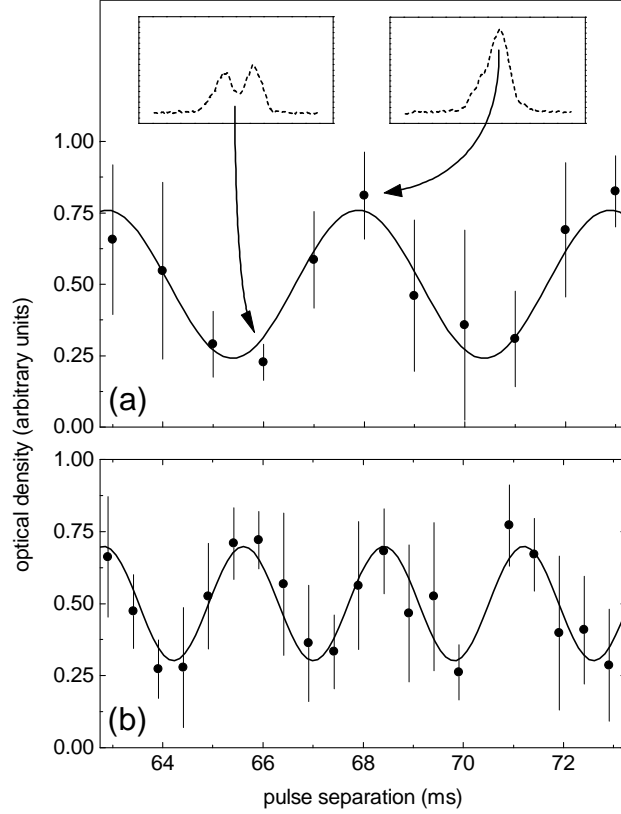 1.00
0.75
0.50
0.25
(a)
0.00
1.00
0.75
0.50
0.25
(b)
0.00
64 66 68 70 72
pulse separation (ms)
optical density (arbitrary units)